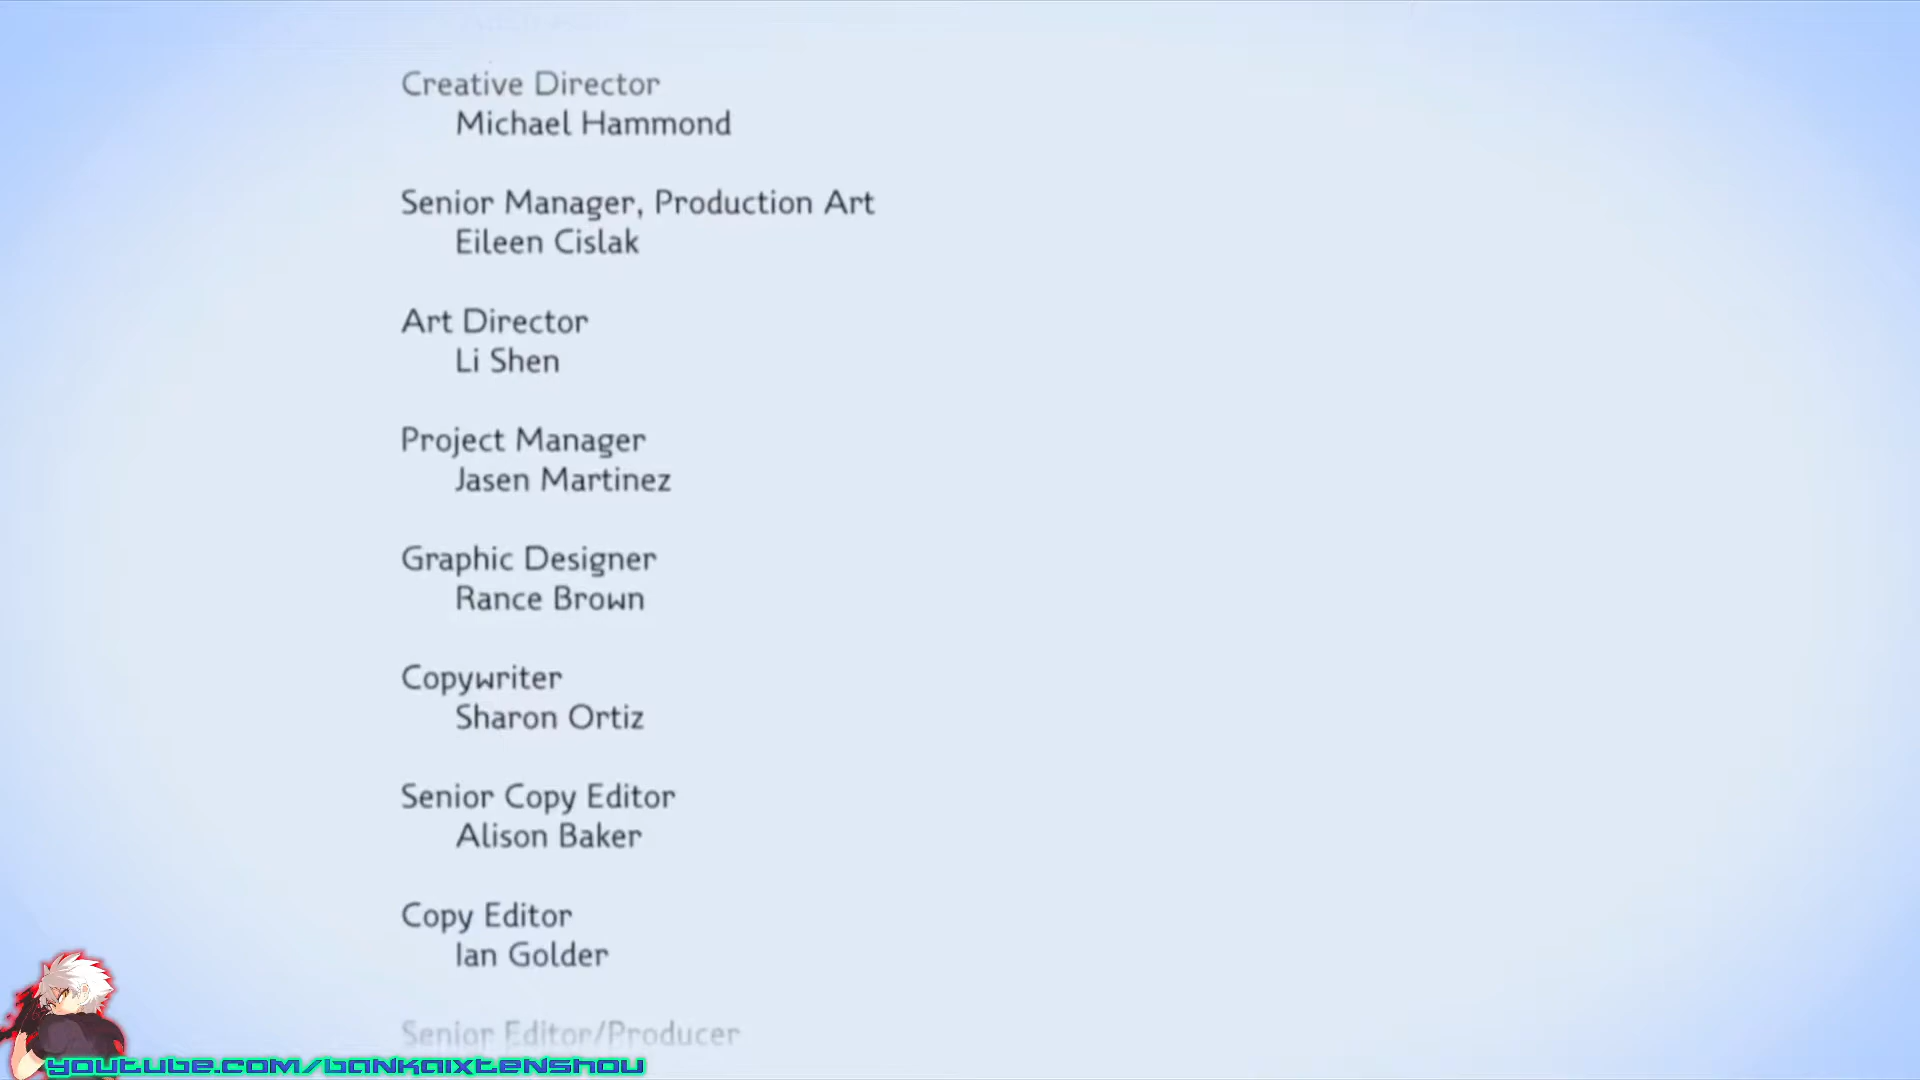 Creative Director
Michael Hammond
Senior Manager, Production Art
Eileen Cislak
Art Director
Li Shen
Project Manager
Jasen Martinez
Graphic Designer
Rance Brown
Copywriter
Sharon Ortiz
Senior Copy Editor
Alison Baker
Copy Editor
Ian Golder
Senior Editor/Producer
youtube.com/bankaixtenshou